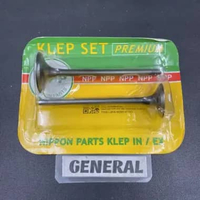 KLEP SET PREMIUM
NPP NPP NPP NPP
NIPPON PARTS KLEP IN / EX
GENERAL